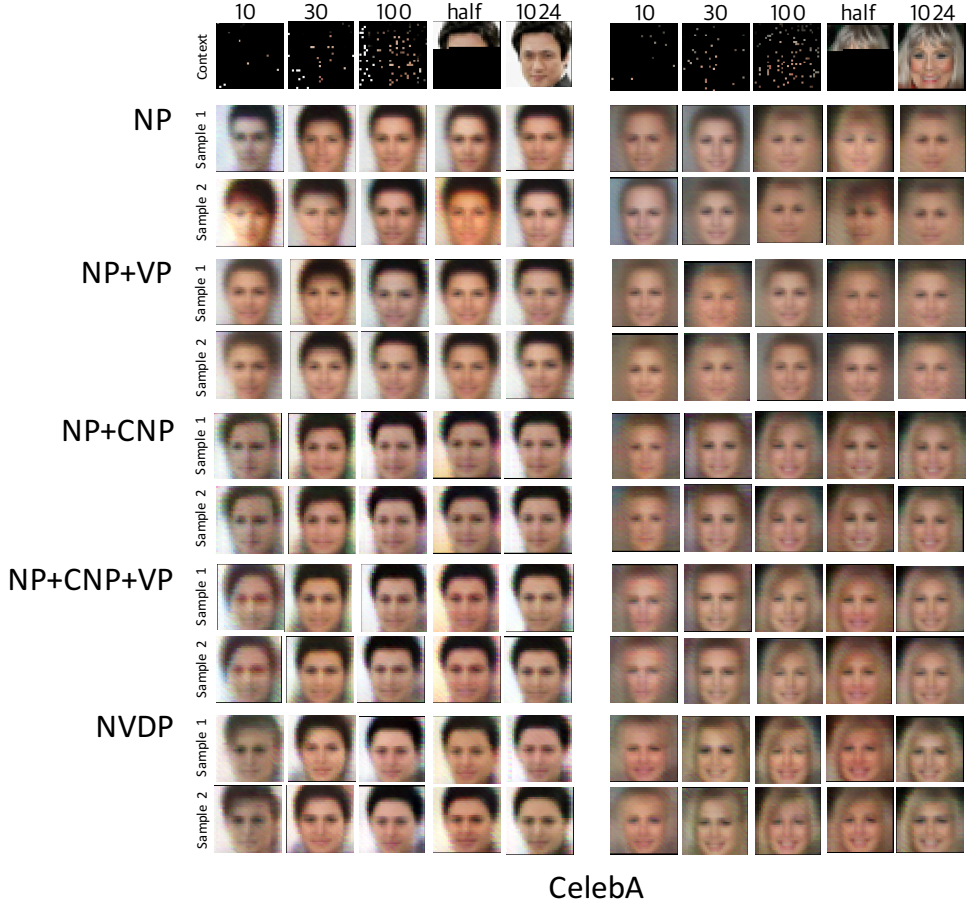 10 30 100 half 1024 10 30 100 half 1024
Context
NP
Sample 1
Sample 2
NP+VP
Sample 1
Sample 2
NP+CNP
Sample 1
Sample 2
NP+CNP+VP
Sample 1
Sample 2
NVDP
Sample 1
Sample 2
CelebA